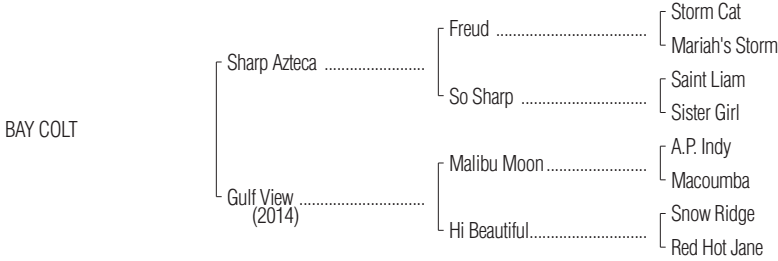 Storm Cat
Freud ..........................................
Mariah's Storm
Sharp Azteca ............................
Saint Liam
So Sharp ...................................
Sister Girl
BAY COLT
A.P. Indy
Malibu Moon............................
Macoumba
Gulf View ...................................
(2014)
Snow Ridge
Hi Beautiful.................................
Red Hot Jane